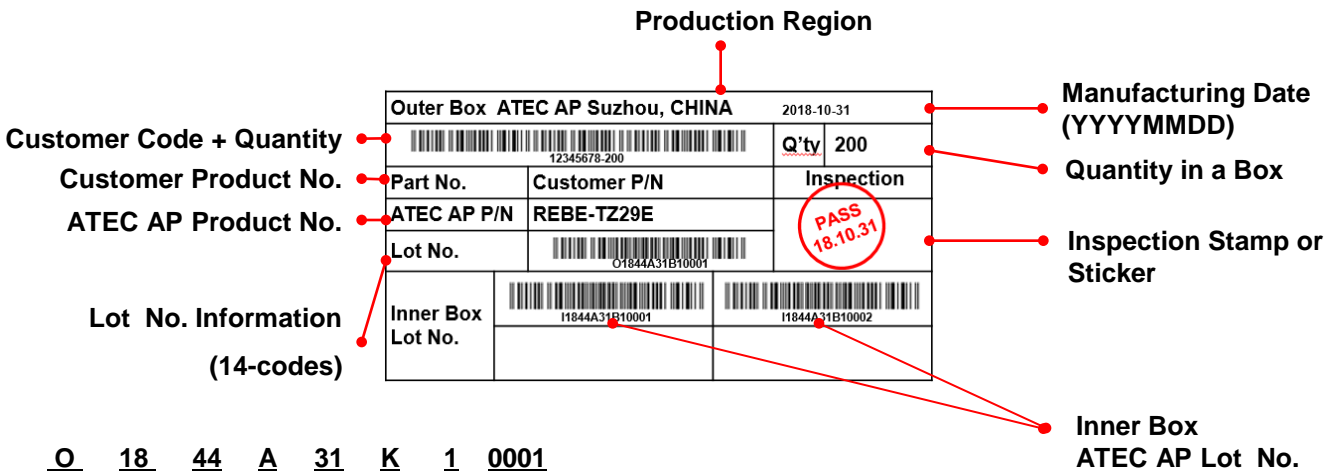 Production Region
Outer Box ATEC AP Suzhou, CHINA 2018-10-31
Manufacturing Date
(YYYYMMDD)
Customer Code + Quantity
12345678-200
Q'ty 200
Quantity in a Box
Customer Product No.
Part No. Customer P/N Inspection
ATEC AP Product No.
ATEC AP P/N REBE-TZ29E
PASS
18.10.31
Inspection Stamp or
Sticker
Lot No.
O1844A31B10001
Lot No. Information
(14-codes)
Inner Box
Lot No.
I1844A31B10001 I1844A31B10002
Inner Box
ATEC AP Lot No.
O 18 44 A 31 K 1 0001